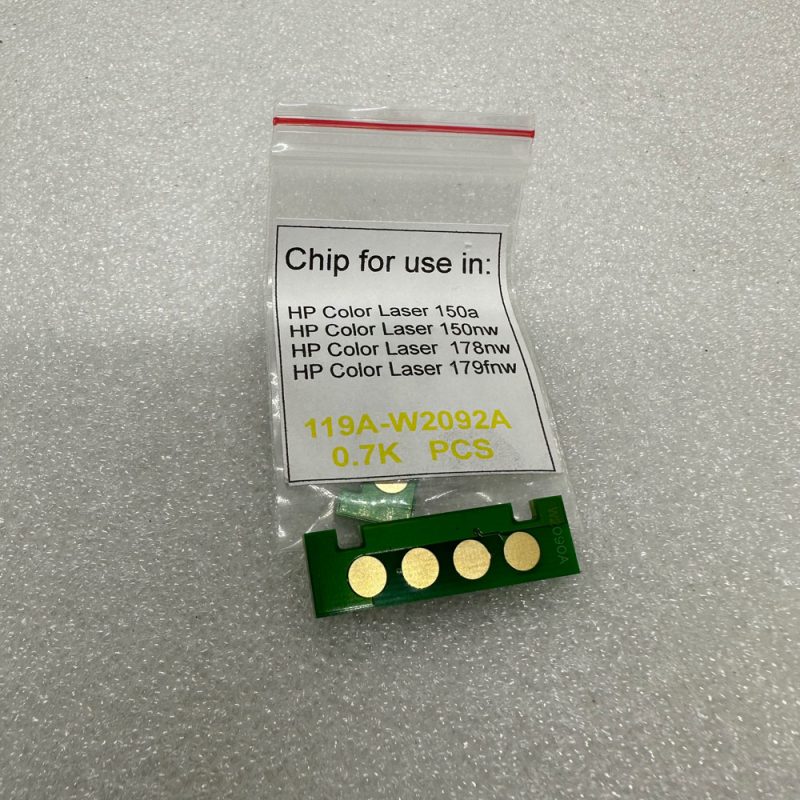 Chip for use in:
HP Color Laser 150a
HP Color Laser 150nw
HP Color Laser 178nw
HP Color Laser 179fnw
119A-W2092A
0.7K PCS
W2090A